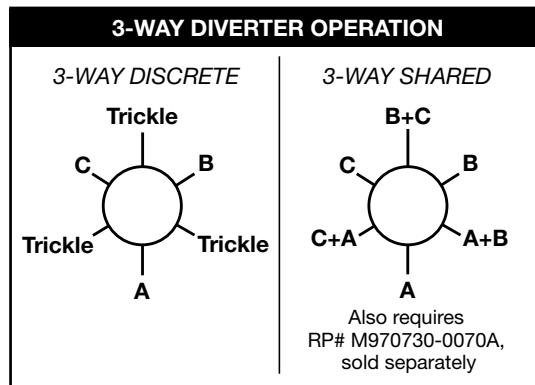 3-WAY DIVERTER OPERATION
3-WAY DISCRETE
Trickle
C
B
Trickle
Trickle
A
3-WAY SHARED
B+C
C
B
C+A
A+B
A
Also requires
RP# M970730-0070A,
sold separately